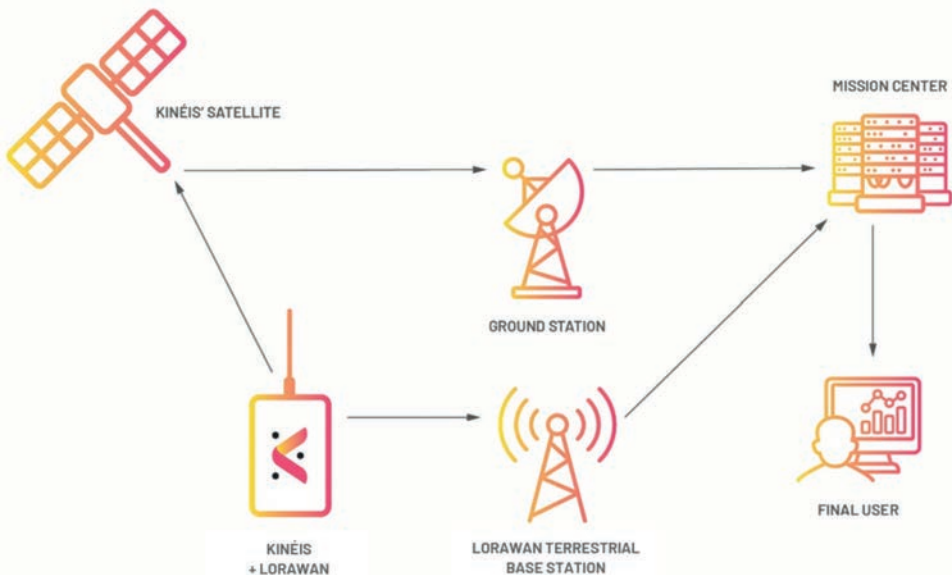 KINÉIS' SATELLITE
MISSION CENTER
GROUND STATION
FINAL USER
KINÉIS
+ LORAWAN
LORAWAN TERRESTRIAL
BASE STATION